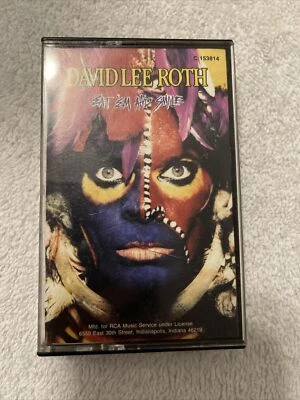 C 153814
DAVID LEE ROTH
EAT 'EM AND SMILE
Mfd. for RCA Music Service under License
6550 East 30th Street, Indianapolis, Indiana 46219